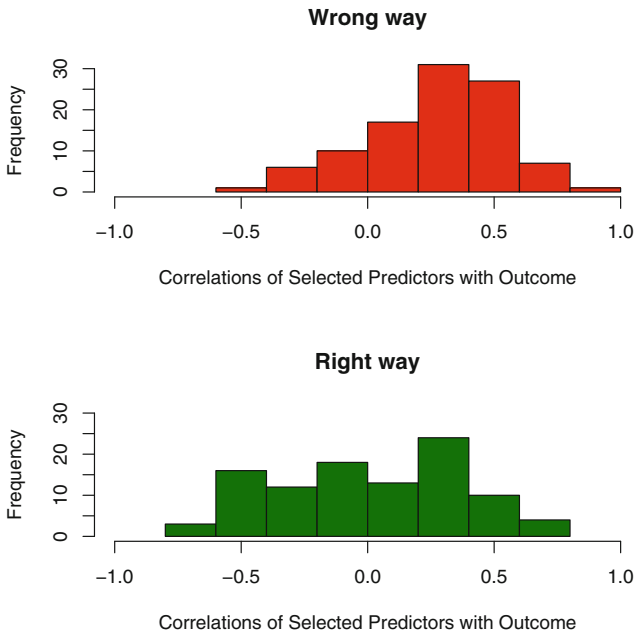 Wrong way
Frequency
0 10 20 30
−1.0 −0.5 0.0 0.5 1.0
Correlations of Selected Predictors with Outcome
Right way
Frequency
0 10 20 30
−1.0 −0.5 0.0 0.5 1.0
Correlations of Selected Predictors with Outcome